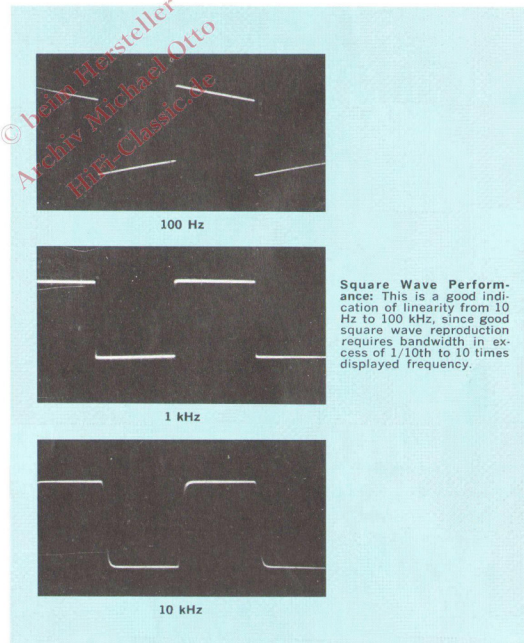 © beim Hersteller
Archiv Michael Otto
HiFi-Classic.de
100 Hz
1 kHz
10 kHz
Square Wave Perform-
ance: This is a good indi-
cation of linearity from 10
Hz to 100 kHz, since good
square wave reproduction
requires bandwidth in ex-
cess of 1/10th to 10 times
displayed frequency.